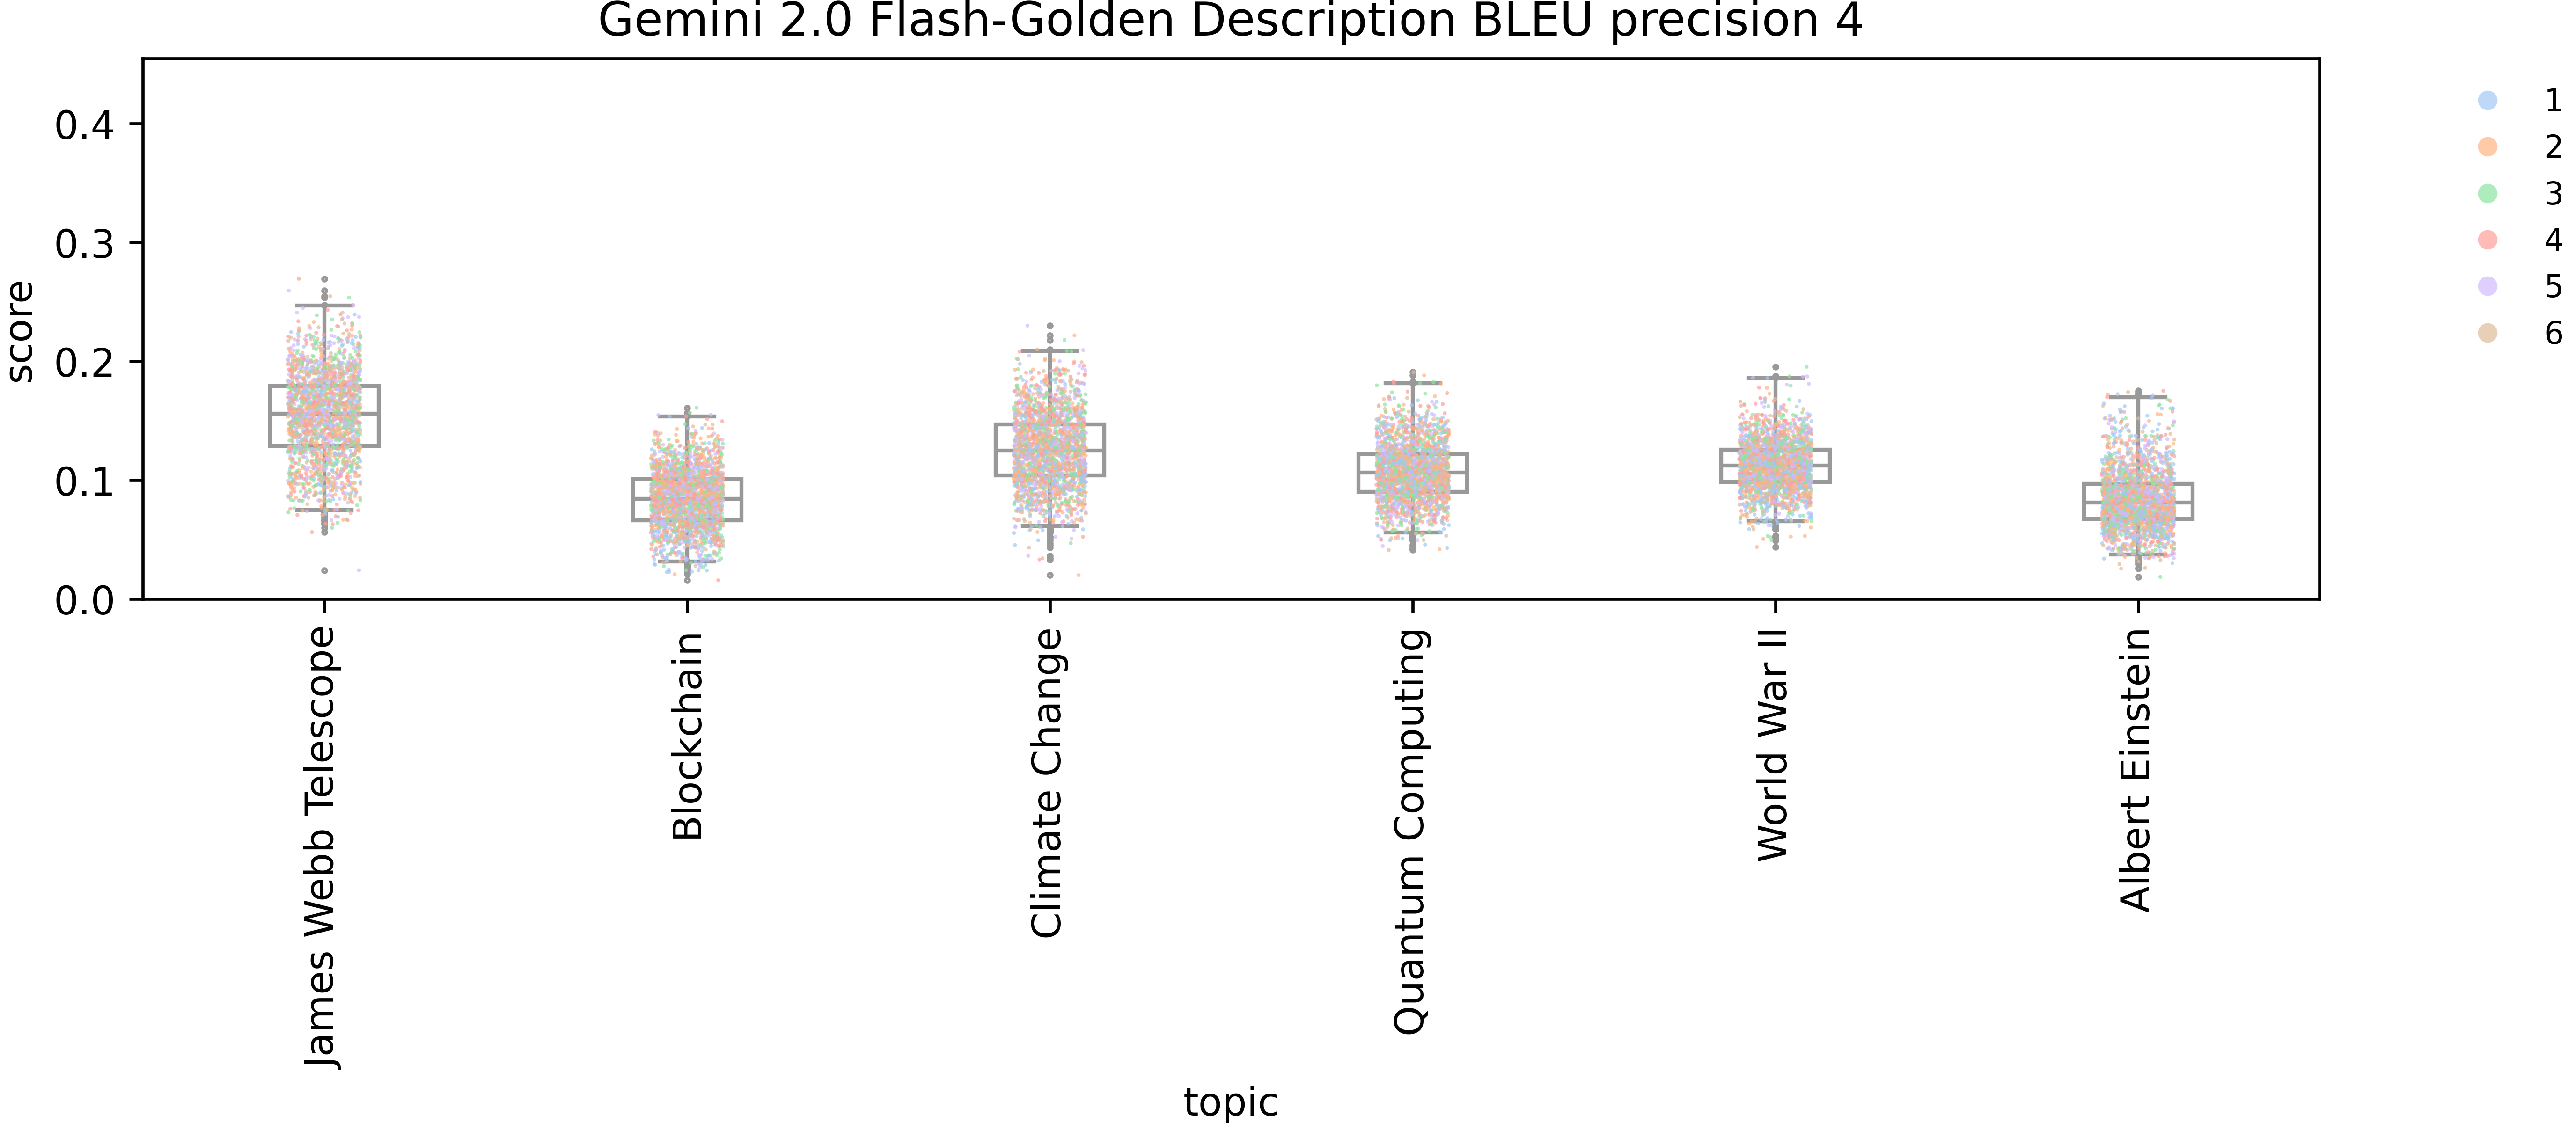 Gemini 2.0 Flash-Golden Description BLEU precision 4
score
0.4
0.3
0.2
0.1
0.0
James Webb Telescope
Blockchain
Climate Change
Quantum Computing
World War II
Albert Einstein
topic
1
2
3
4
5
6